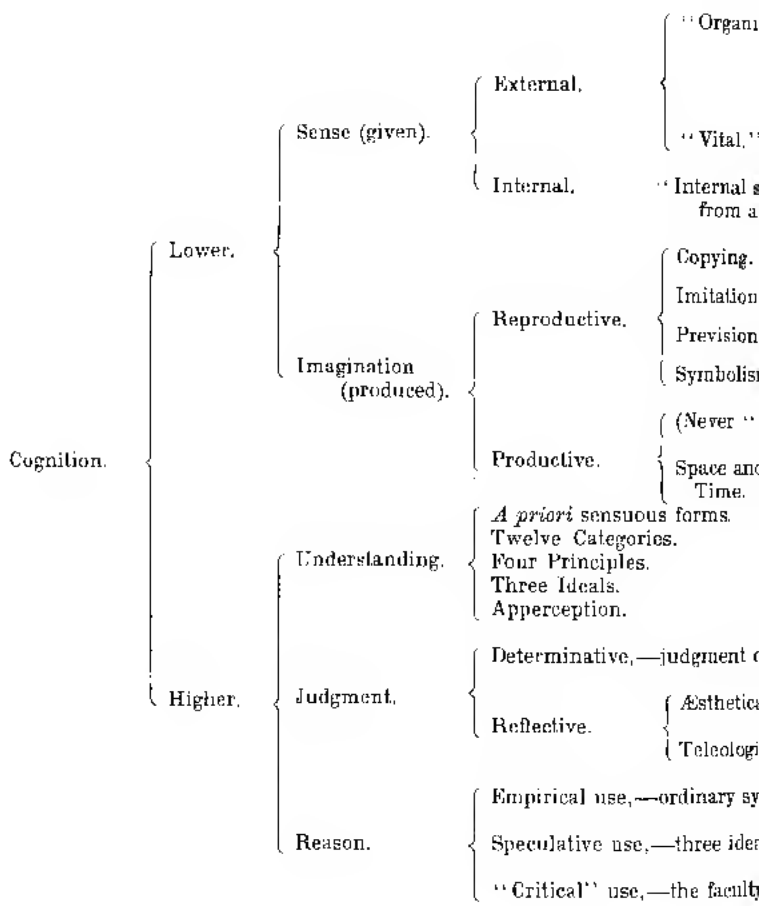 "Organi
External.
Sense (given).
"Vital,"
Internal. "Internal s
from a
Lower.
Copying.
Imitation
Reproductive.
Prevision
Imagination
(produced).
Symbolism
(Never "
Cognition.
Productive.
Space and
Time.
A priori sensuous forms.
Twelve Categories.
Understanding.
Four Principles.
Three Ideals.
Apperception.
Determinative,—judgment o
Higher. Judgment.
Æsthetica
Reflective.
Teleologi
Empirical use,—ordinary sy
Reason. Speculative use,—three idea
"Critical" use,—the faculty